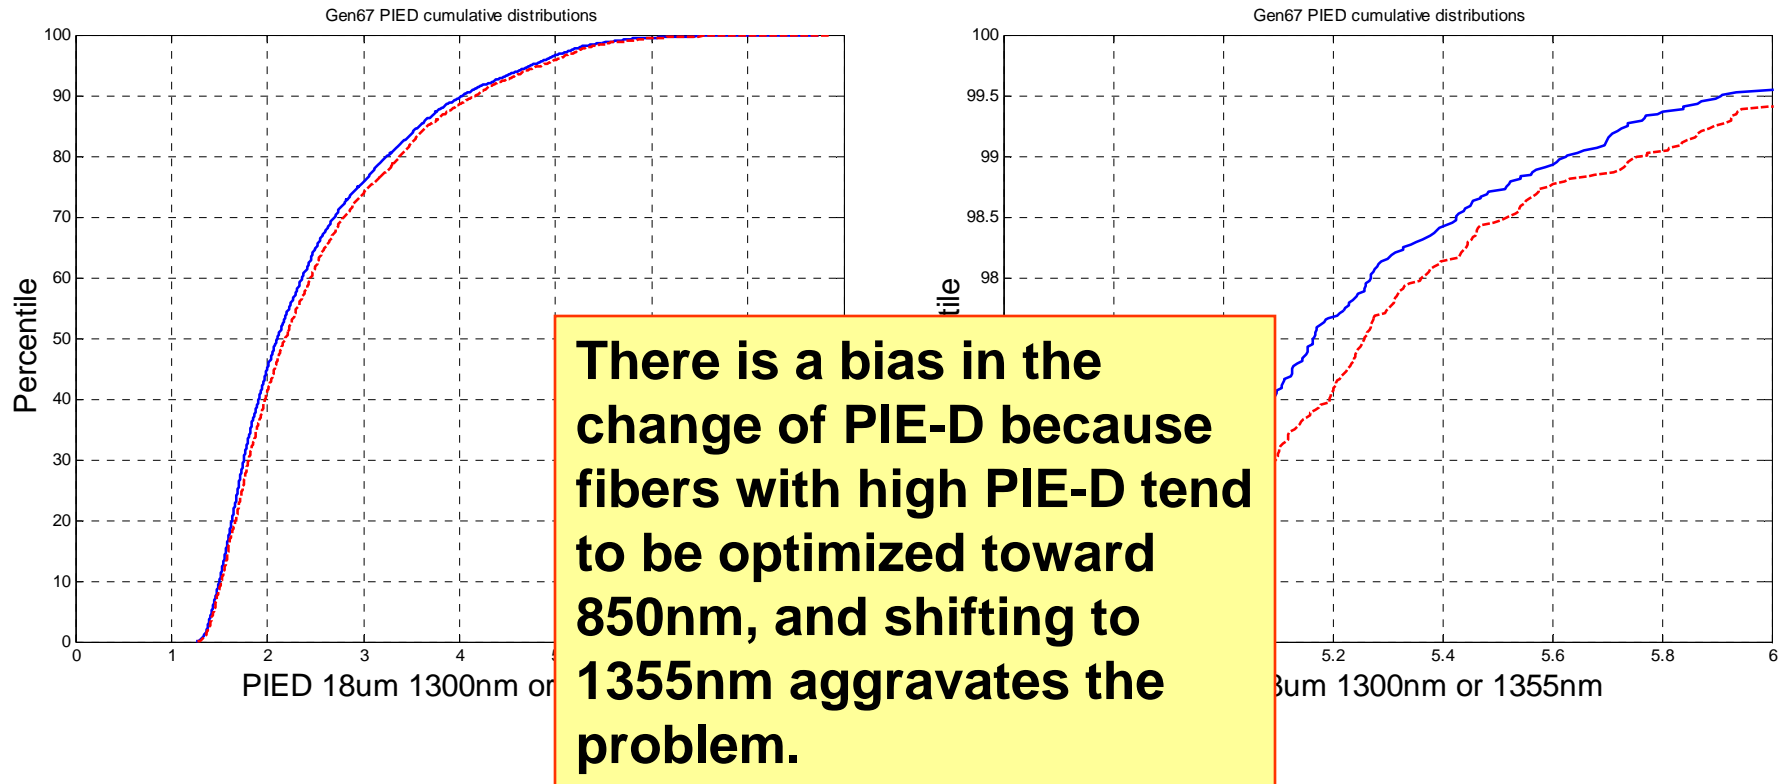 Gen67 PIED cumulative distributions
100
90
80
70
60
50
40
30
20
10
0
Percentile
0 1 2 3 4
PIED 18um 1300nm or
Gen67 PIED cumulative distributions
100
99.5
99
98.5
98
tile
5.2 5.4 5.6 5.8 6
um 1300nm or 1355nm
There is a bias in the
change of PIE-D because
fibers with high PIE-D tend
to be optimized toward
850nm, and shifting to
1355nm aggravates the
problem.